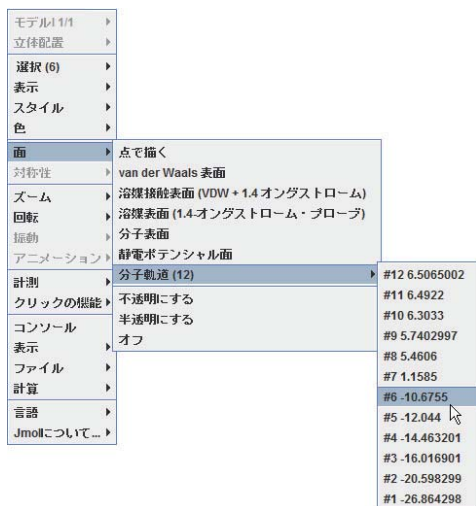 モデル! 1/1
立体配置
選択 (6)
表示
スタイル
色
面
対称性
ズーム
回転
振動
アニメーション
計測
クリックの機能
コンソール
表示
ファイル
計算
言語
Jmolについて...
点で描く
van der Waals 表面
溶媒接触表面 (VDW + 1.4 オングストローム)
溶媒表面 (1.4-オングストローム・プローブ)
分子表面
静電ポテンシャル面
分子軌道 (12)
不透明にする
半透明にする
オフ
#12 6.5065002
#11 6.4922
#10 6.3033
#9 5.7402997
#8 5.4606
#7 1.1585
#6 -10.6755
#5 -12.044
#4 -14.463201
#3 -16.016901
#2 -20.598299
#1 -26.864298